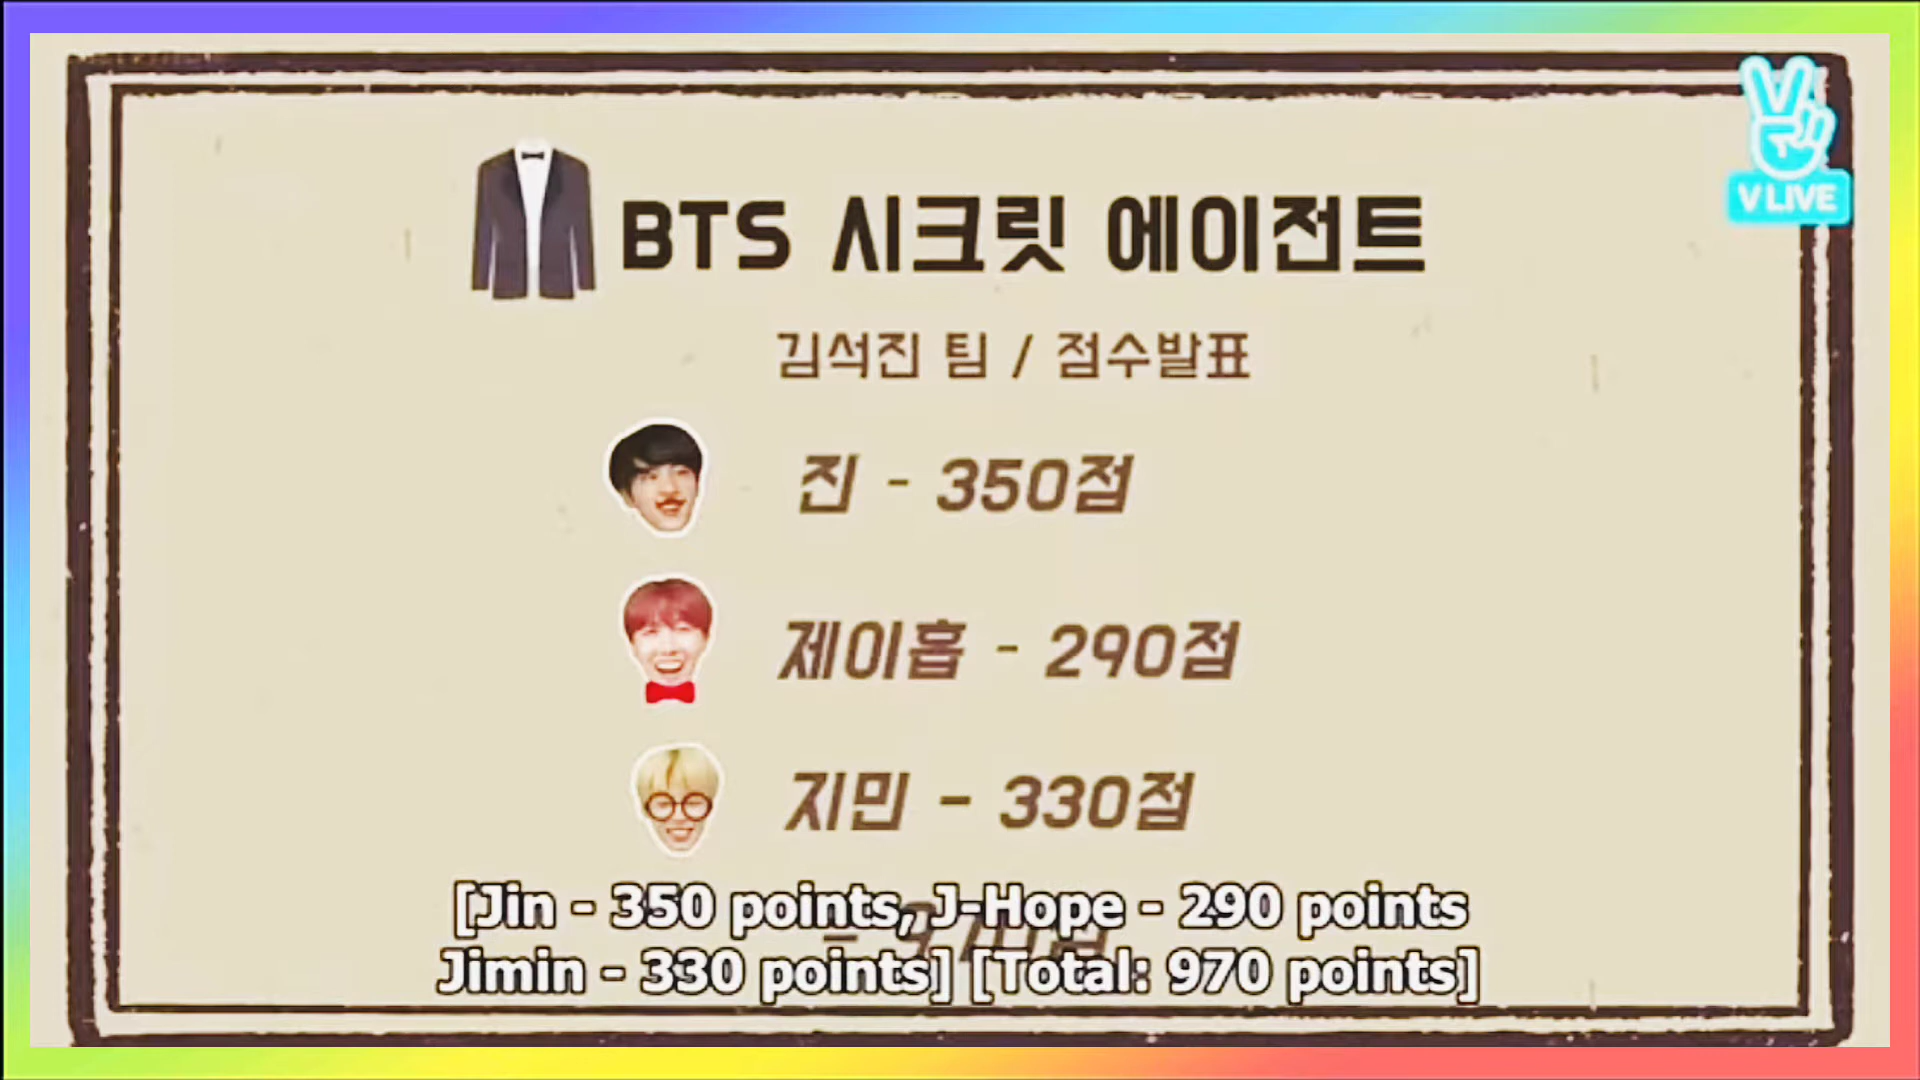 V LIVE
BTS 시크릿 에이전트
김석진 팀 / 점수발표
진 - 350점
제이홉 - 290점
지민 - 330점
[Jin - 350 points, J-Hope - 290 points
Jimin - 330 points] [Total: 970 points]